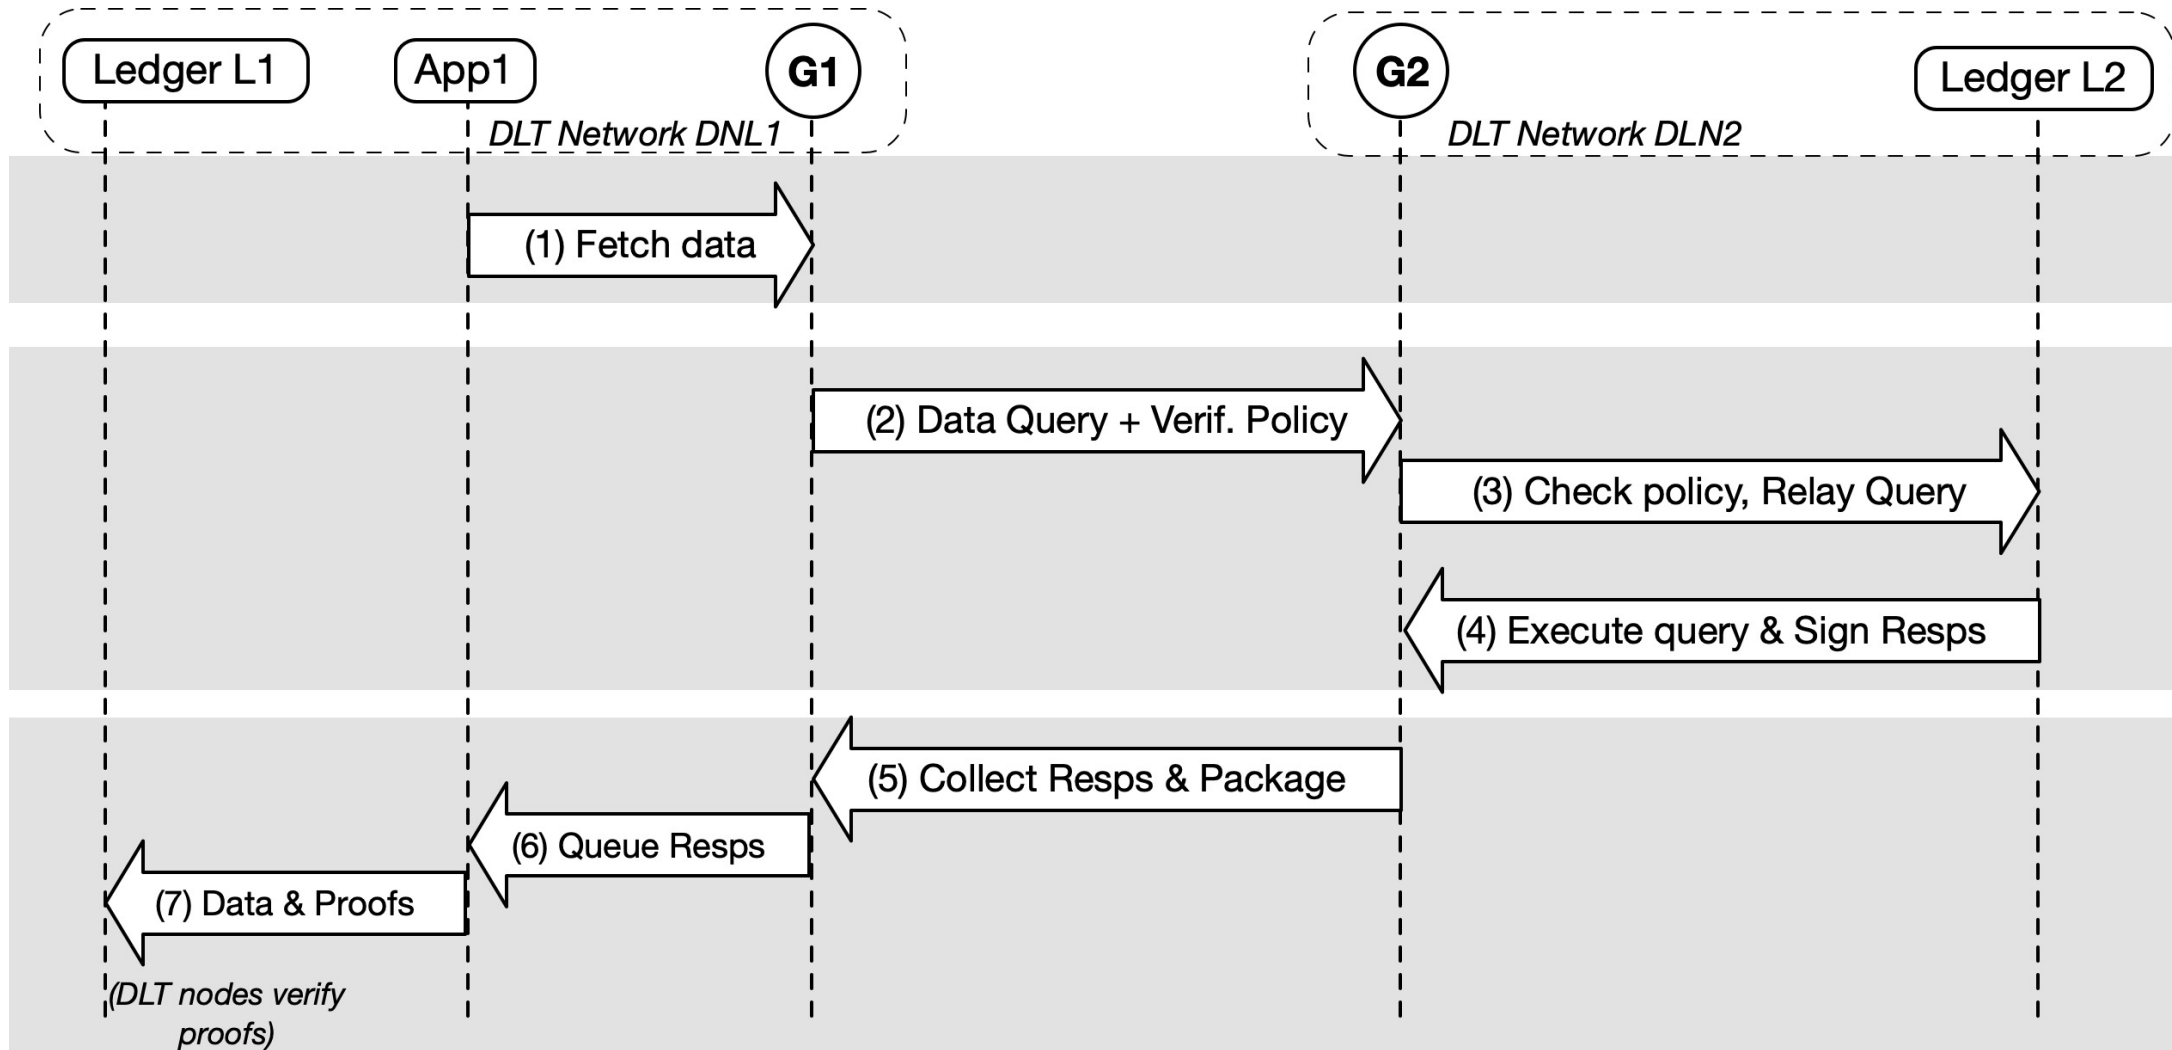 Ledger L1
App1
G1
G2
Ledger L2
DLT Network DNL1
DLT Network DLN2
(1) Fetch data
(2) Data Query + Verif. Policy
(3) Check policy, Relay Query
(4) Execute query & Sign Resps
(5) Collect Resps & Package
(6) Queue Resps
(7) Data & Proofs
(DLT nodes verify
proofs)